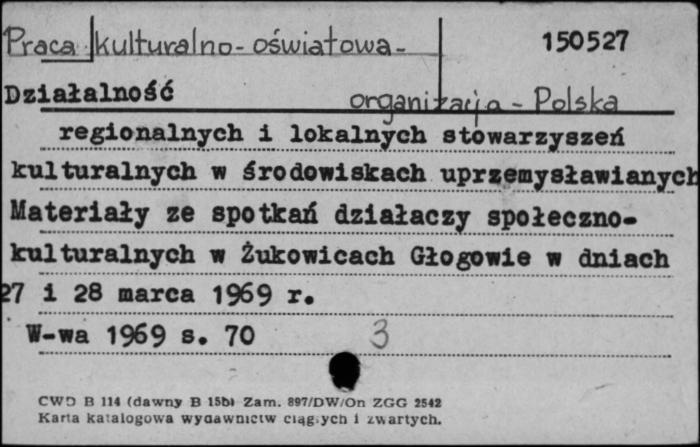 Praca kulturalno-oświatowa-
150527
organizacja - Polska
Działalność
regionalnych i lokalnych stowarzyszeń
kulturalnych w środowiskach uprzemysławianych
Materiały ze spotkań działaczy społeczno-
kulturalnych w Żukowicach Głogowie w dniach
27 i 28 marca 1969 r.
W-wa 1969 s. 70
3
CWD B 114 (dawny B 15b) Zam. 897/DW/On ZGG 2542
Karta katalogowa wydawnictw ciągłych i zwartych.